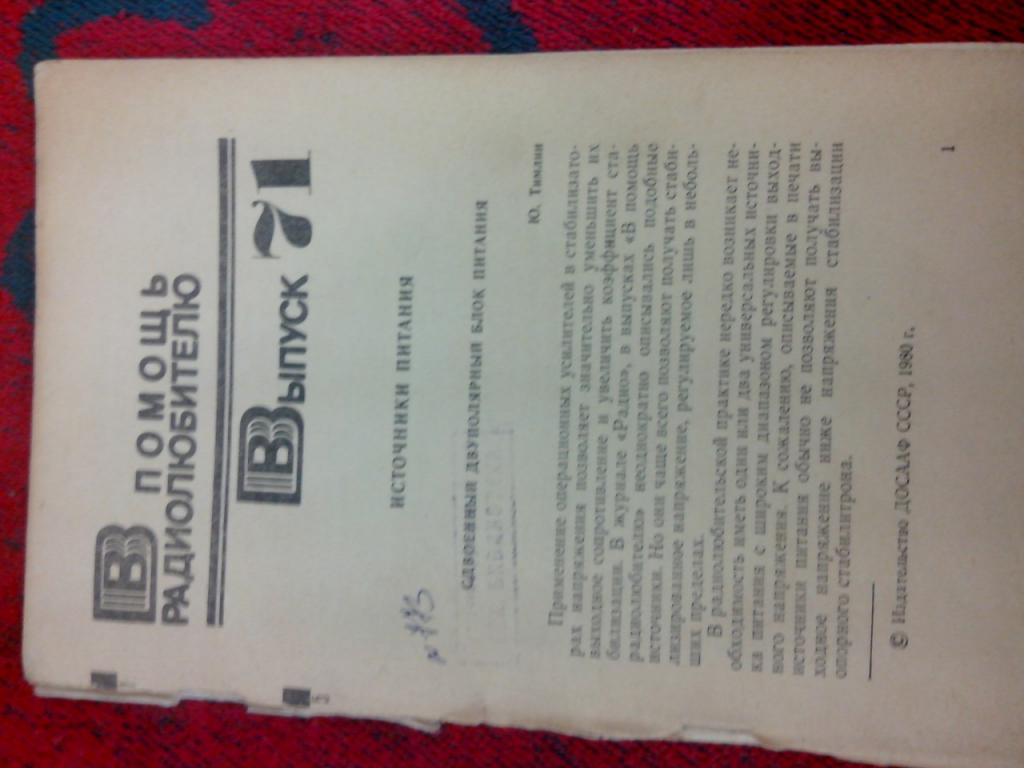 В ПОМОЩЬ
РАДИОЛЮБИТЕЛЮ
Выпуск 71
ИСТОЧНИКИ ПИТАНИЯ
СДВОЕННЫЙ ДВУПОЛЯРНЫЙ БЛОК ПИТАНИЯ
Ю. Тимлин
Применение операционных усилителей в стабилизато-
рах напряжения позволяет значительно уменьшить их
выходное сопротивление и увеличить коэффициент ста-
билизации. В журнале «Радио», в выпусках «В помощь
радиолюбителю» неоднократно описывались подобные
источники. Но они чаще всего позволяют получать стаби-
лизированное напряжение, регулируемое лишь в неболь-
ших пределах.
В радиолюбительской практике нередко возникает не-
обходимость иметь один или два универсальных источни-
ка питания с широким диапазоном регулировки выход-
ного напряжения. К сожалению, описываемые в печати
источники питания обычно не позволяют получать вы-
ходное напряжение ниже напряжения стабилизации
опорного стабилитрона.
© Издательство ДОСААФ СССР, 1980 г.
1